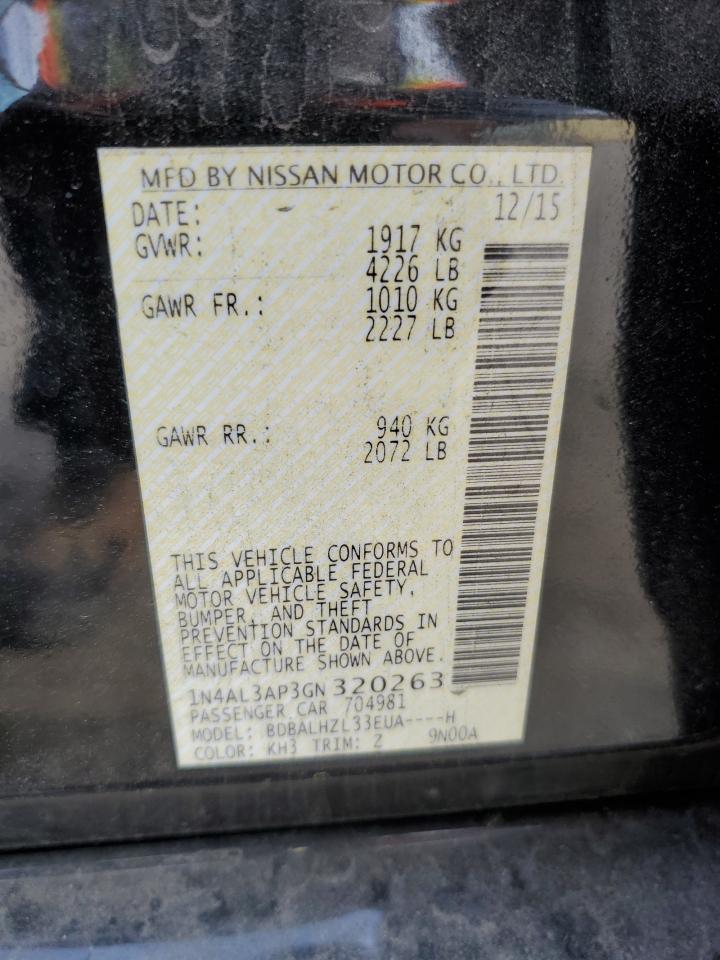 MFD BY NISSAN MOTOR CO., LTD.
DATE: 12/15
GVWR: 1917 KG
4226 LB
GAWR FR.: 1010 KG
2227 LB
GAWR RR.: 940 KG
2072 LB
THIS VEHICLE CONFORMS TO
ALL APPLICABLE FEDERAL
MOTOR VEHICLE SAFETY,
BUMPER, AND THEFT
PREVENTION STANDARDS IN
EFFECT ON THE DATE OF
MANUFACTURE SHOWN ABOVE.
1N4AL3AP3GN 320263
PASSENGER CAR 704981
MODEL: BDBALHZL33EUA----H
COLOR: KH3 TRIM: Z 9N00A